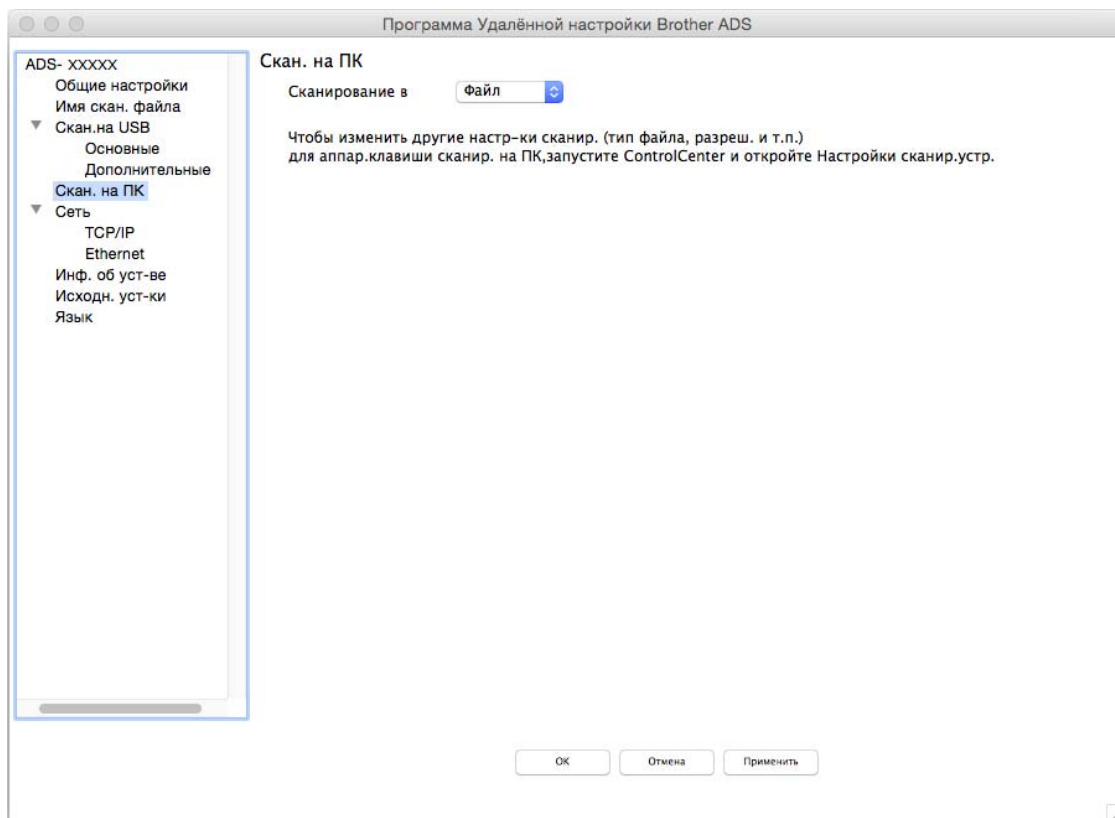 Программа Удалённой настройки Brother ADS
ADS- XXXXX
Общие настройки
Имя скан. файла
Скан.на USB
Основные
Дополнительные
Скан. на ПК
Сеть
TCP/IP
Ethernet
Инф. об уст-ве
Исходн. уст-ки
Язык
Скан. на ПК
Сканирование в Файл
Чтобы изменить другие настр-ки сканир. (тип файла, разреш. и т.п.)
для аппар.клавиши сканир. на ПК,запустите ControlCenter и откройте Настройки сканир.устр.
ОК Отмена Применить